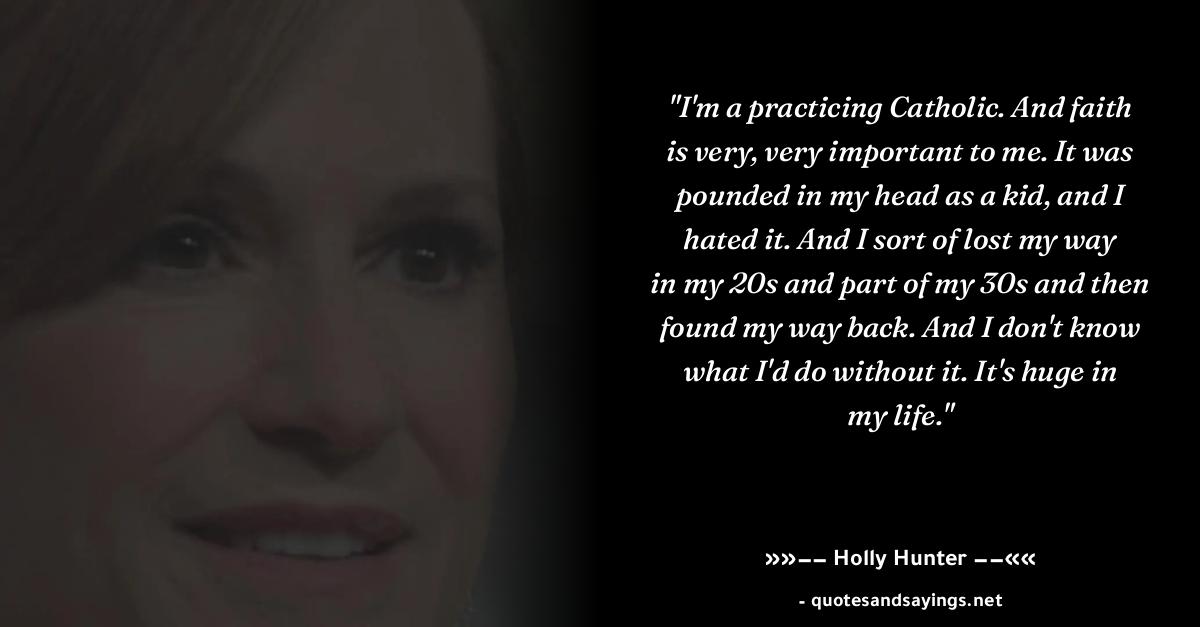 "I'm a practicing Catholic. And faith
is very, very important to me. It was
pounded in my head as a kid, and I
hated it. And I sort of lost my way
in my 20s and part of my 30s and then
found my way back. And I don't know
what I'd do without it. It's huge in
my life."
»»−− Holly Hunter −−««
- quotesandsayings.net